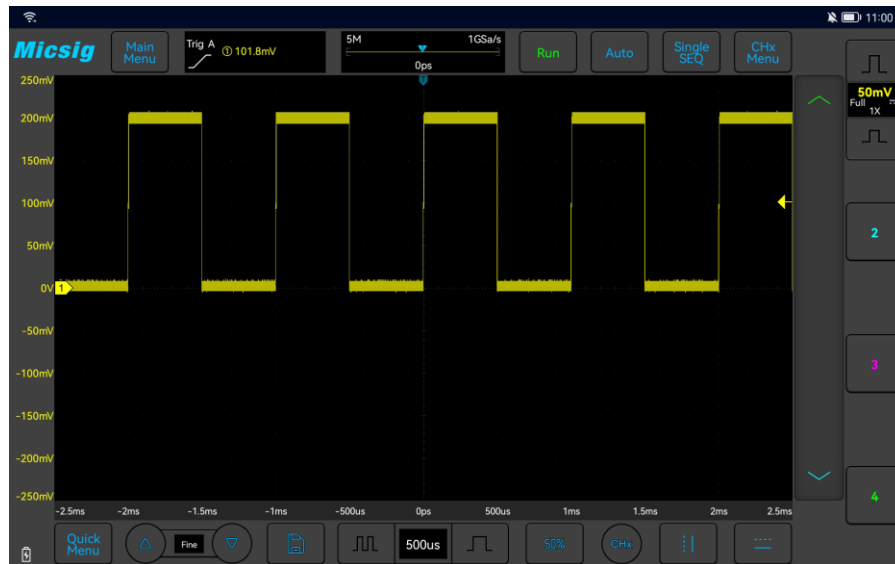 11:00
Micsig
Main Menu
Trig A
① 101.8mV
5M
1GSa/s
0ps
Run
Auto
Single SEQ
CHx Menu
T
250mV
200mV
150mV
100mV
50mV
0V
1
-50mV
-100mV
-150mV
-200mV
-250mV
50mV
Full
1X
2
3
4
-2.5ms
-2ms
-1.5ms
-1ms
-500us
0ps
500us
1ms
1.5ms
2ms
2.5ms
Quick Menu
Fine
500us
50%
CHx